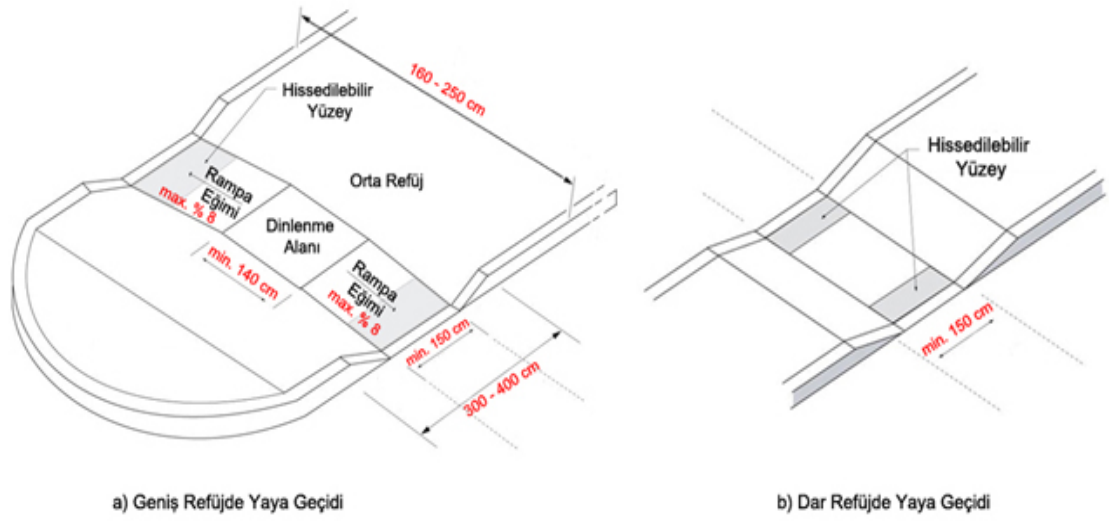 160 - 250 cm
Hissedilebilir
Yüzey
Orta Refüj
Rampa
Eğimi
max. % 8
Dinlenme
Alanı
min. 140 cm
Rampa
Eğimi
max. % 8
min. 150 cm
300 - 400 cm
a) Geniş Refüjde Yaya Geçidi
Hissedilebilir
Yüzey
min. 150 cm
b) Dar Refüjde Yaya Geçidi